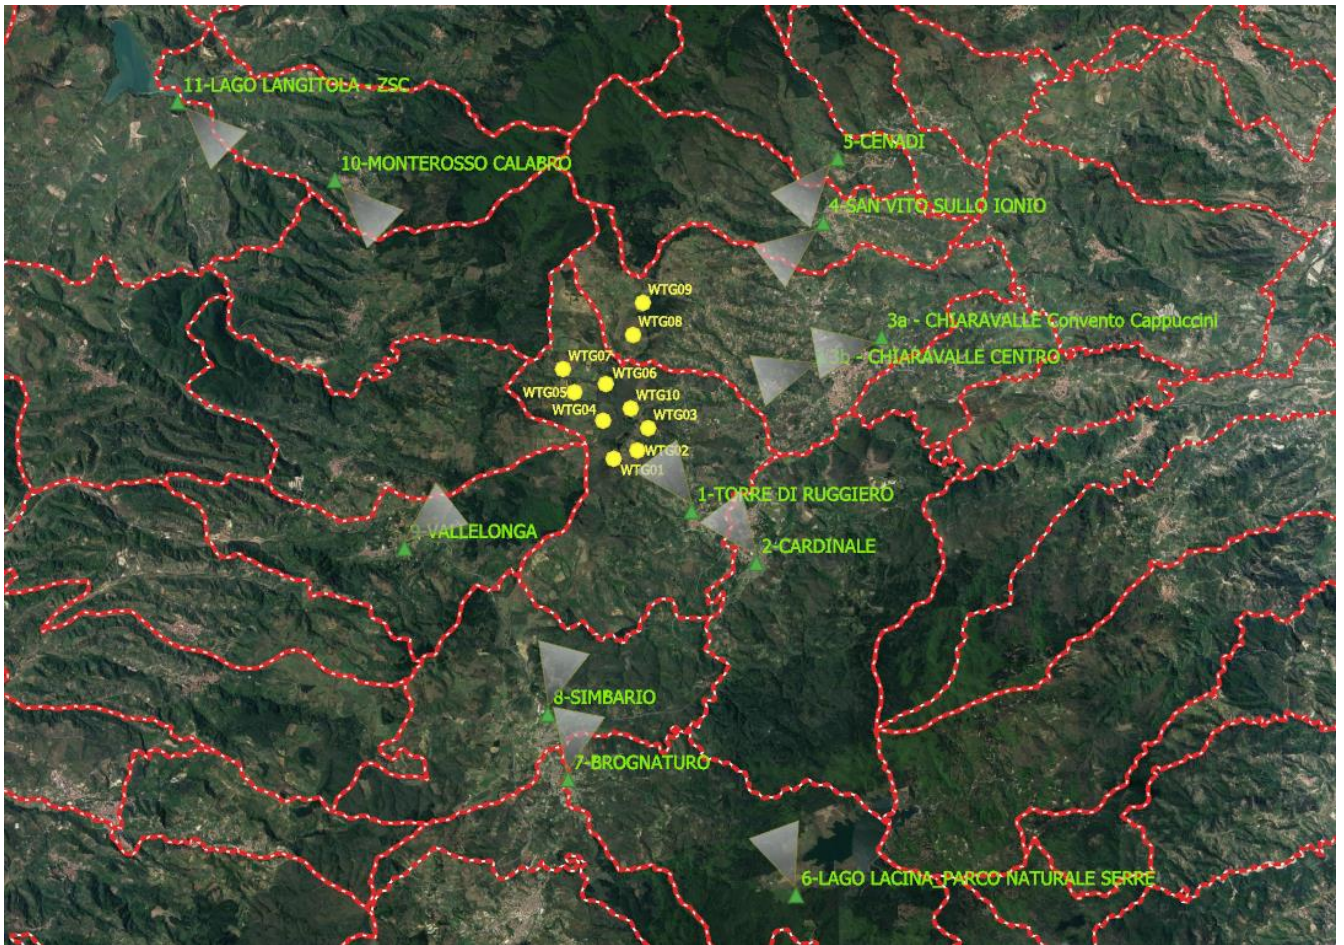 11-LAGO LANGITOLA - ZSC
10-MONTEROSSO CALABRO
5-CENADI
4-SAN VITO SULLO IONIO
WTG09
3a - CHIARAVALLE Convento Cappuccini
WTG08
3b - CHIARAVALLE CENTRO
WTG07
WTG06
WTG05
WTG10
WTG04
WTG03
WTG02
WTG01
1-TORRE DI RUGGIERO
9-VALLELONGA
2-CARDINALE
8-SIMBARIO
7-BROGNATURO
6-LAGO LACINA_PARCO NATURALE SERRE